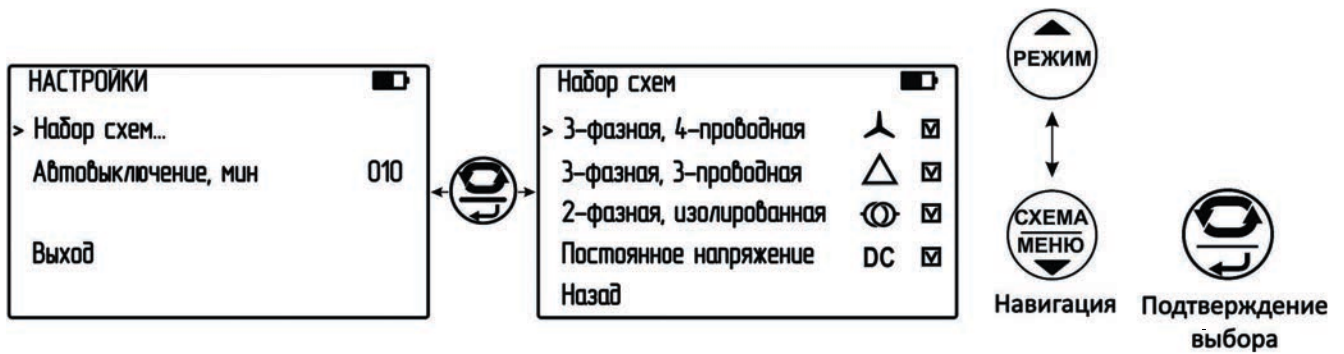 НАСТРОЙКИ
> Набор схем...
Автовыключение, мин 010
Выход
Набор схем
> 3-фазная, 4-проводная
3-фазная, 3-проводная
2-фазная, изолированная
Постоянное напряжение DC
Назад
РЕЖИМ
СХЕМА
МЕНЮ
Навигация
Подтверждение
выбора